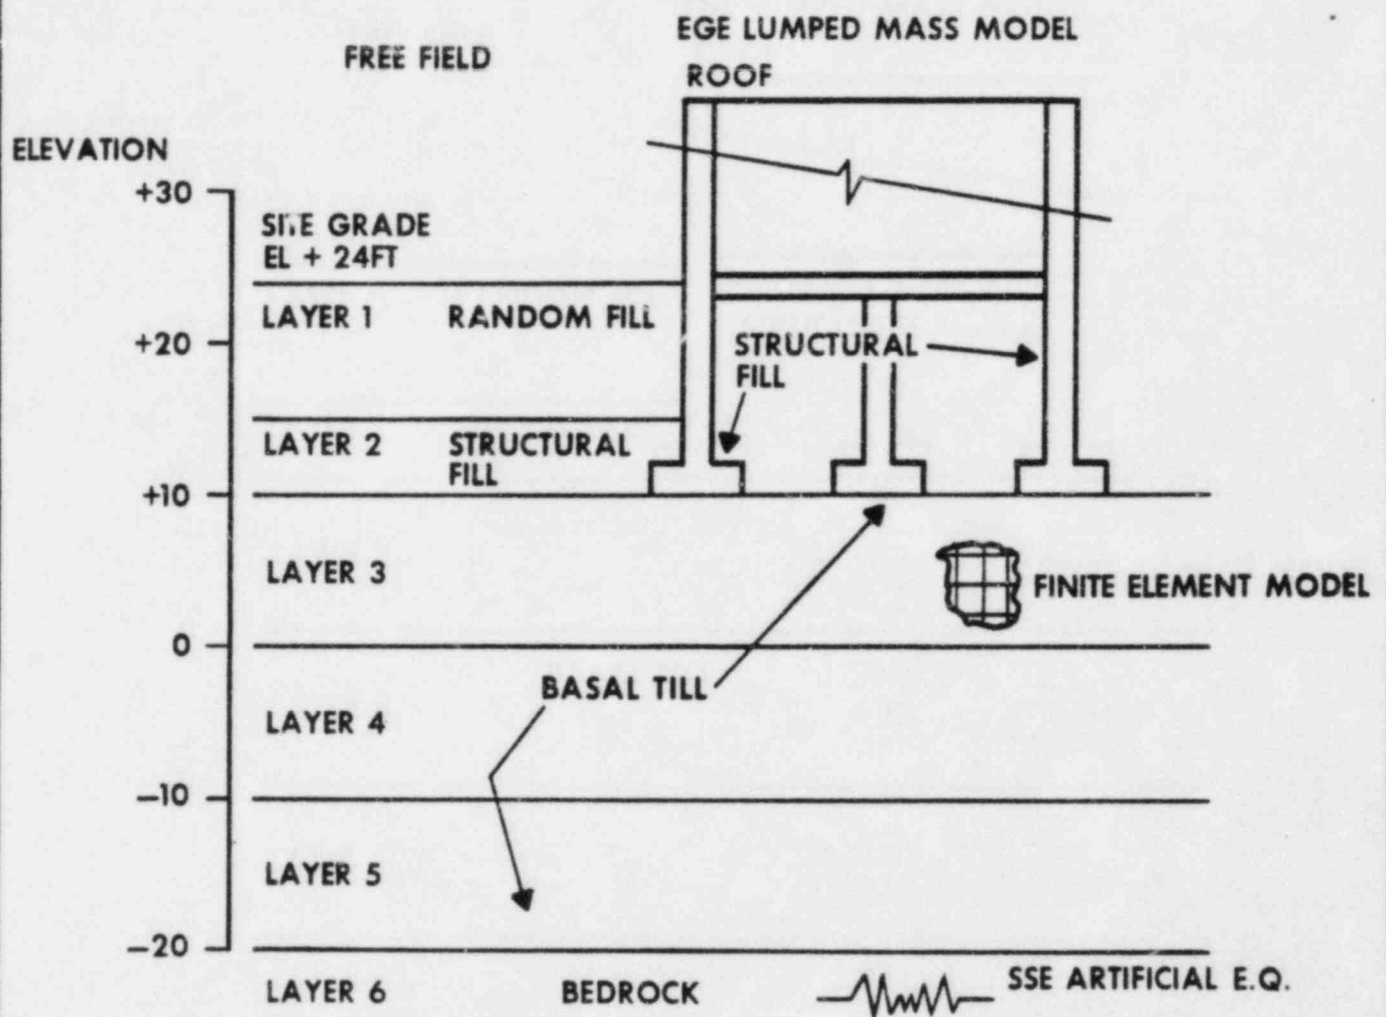 EGE LUMPED MASS MODEL
FREE FIELD
ROOF
ELEVATION
+30
SITE GRADE
EL + 24FT
LAYER 1 RANDOM FILL
+20
STRUCTURAL
FILL
LAYER 2 STRUCTURAL
FILL
+10
LAYER 3
FINITE ELEMENT MODEL
0
BASAL TILL
LAYER 4
-10
LAYER 5
-20
LAYER 6 BEDROCK SSE ARTIFICIAL E.Q.